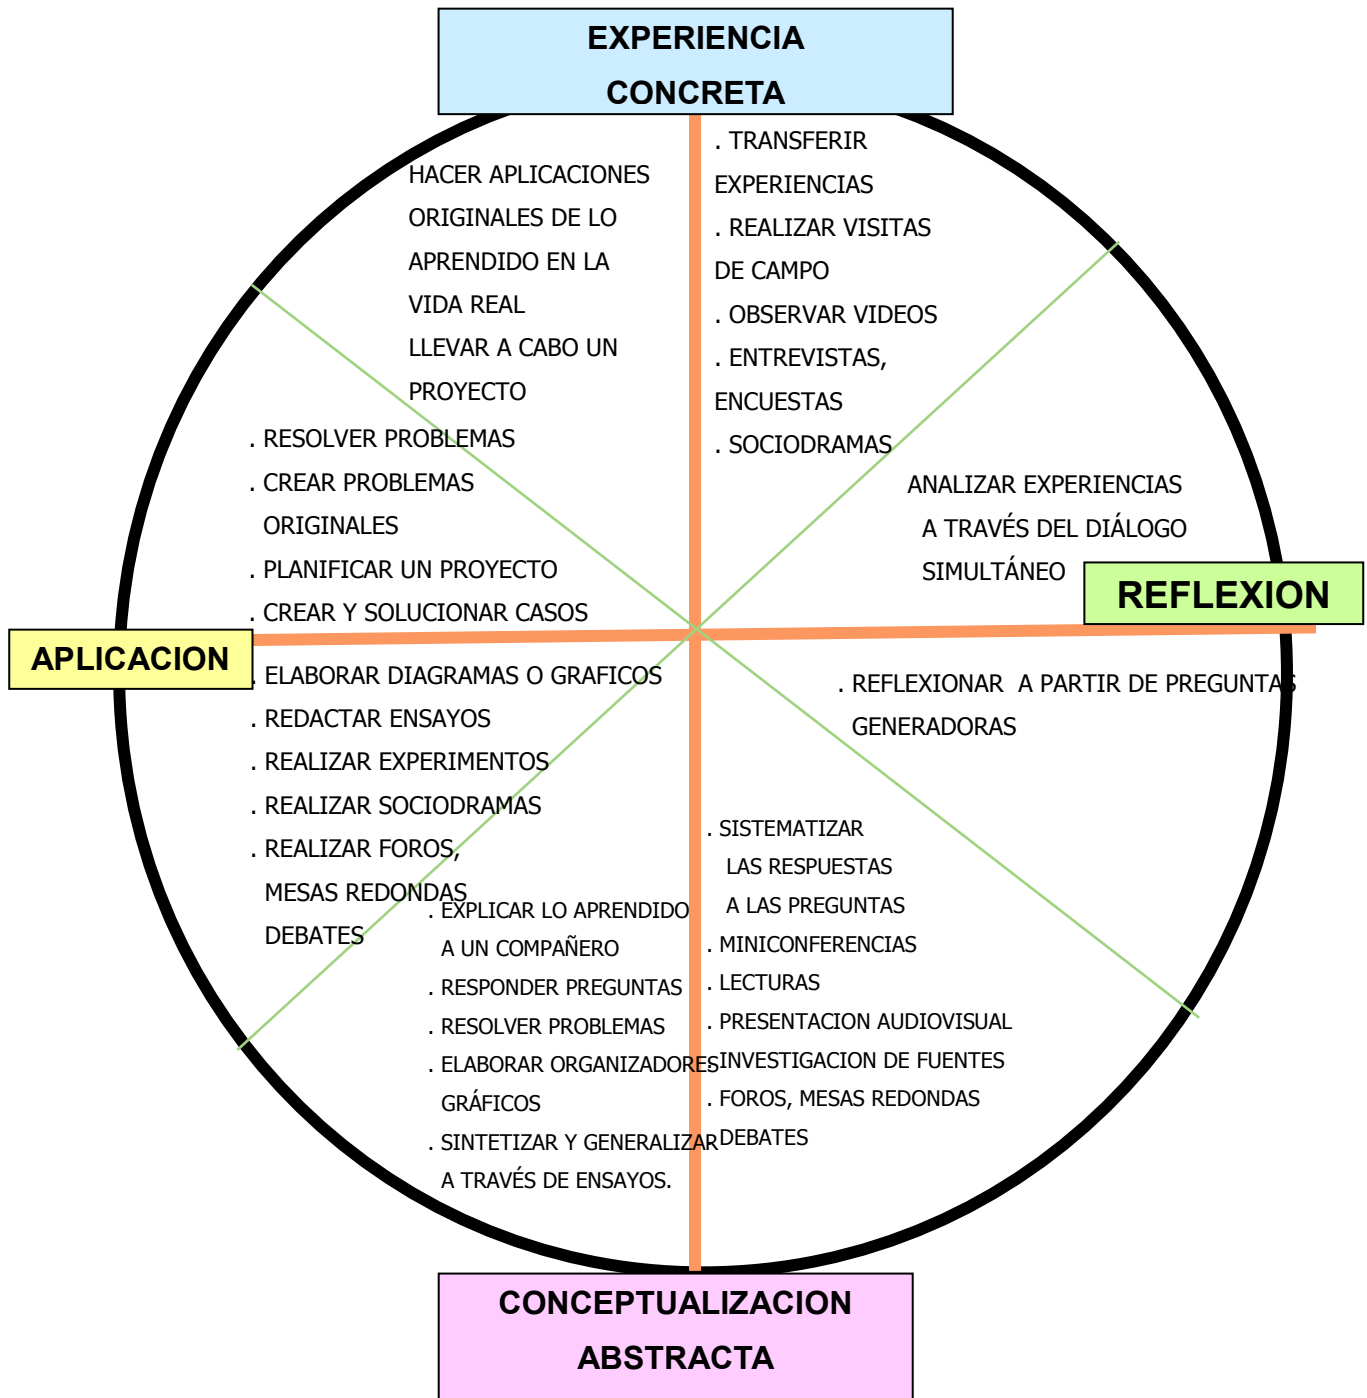 EXPERIENCIA
CONCRETA
HACER APLICACIONES
ORIGINALES DE LO
APRENDIDO EN LA
VIDA REAL
LLEVAR A CABO UN
PROYECTO
. TRANSFERIR
EXPERIENCIAS
. REALIZAR VISITAS
DE CAMPO
. OBSERVAR VIDEOS
. ENTREVISTAS,
ENCUESTAS
. SOCIODRAMAS
ANALIZAR EXPERIENCIAS
A TRAVÉS DEL DIÁLOGO
SIMULTÁNEO
REFLEXION
. RESOLVER PROBLEMAS
. CREAR PROBLEMAS
ORIGINALES
. PLANIFICAR UN PROYECTO
. CREAR Y SOLUCIONAR CASOS
APLICACION
. ELABORAR DIAGRAMAS O GRAFICOS
. REDACTAR ENSAYOS
. REALIZAR EXPERIMENTOS
. REALIZAR SOCIODRAMAS
. REALIZAR FOROS,
MESAS REDONDAS
DEBATES
. REFLEXIONAR A PARTIR DE PREGUNTAS
GENERADORAS
. EXPLICAR LO APRENDIDO
A UN COMPAÑERO
. RESPONDER PREGUNTAS
. RESOLVER PROBLEMAS
. ELABORAR ORGANIZADORES
GRÁFICOS
. SINTETIZAR Y GENERALIZAR
A TRAVÉS DE ENSAYOS.
. SISTEMATIZAR
LAS RESPUESTAS
A LAS PREGUNTAS
. MINICONFERENCIAS
. LECTURAS
. PRESENTACION AUDIOVISUAL
. INVESTIGACION DE FUENTES
. FOROS, MESAS REDONDAS
. DEBATES
CONCEPTUALIZACION
ABSTRACTA